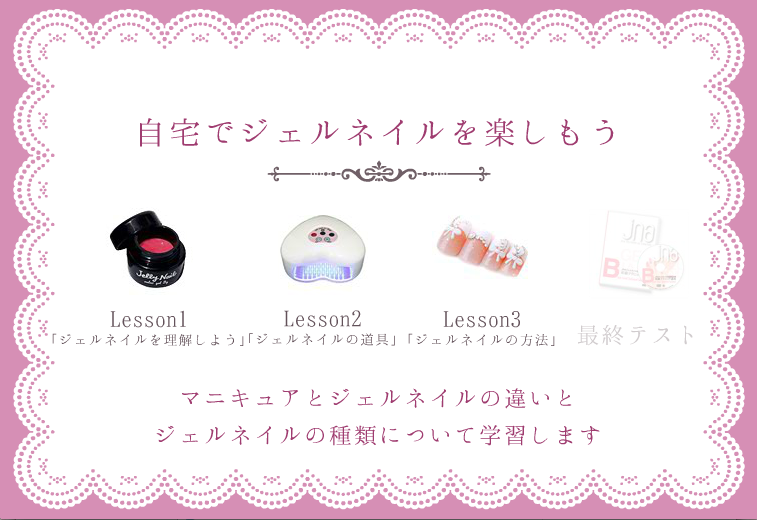 自宅でジェルネイルを楽しもう
Jelly Nail
Jna
B
B
Lesson1
Lesson2
Lesson3
「ジェルネイルを理解しよう」
「ジェルネイルの道具」
「ジェルネイルの方法」
最終テスト
マニキュアとジェルネイルの違いと
ジェルネイルの種類について学習します